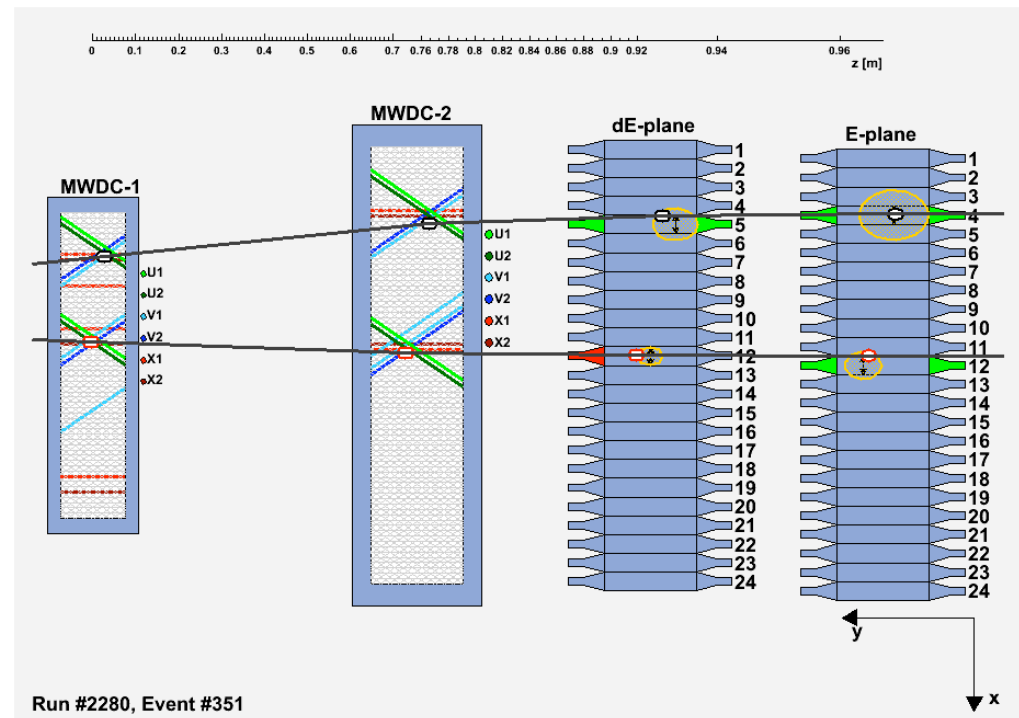 0 0.1 0.2 0.3 0.4 0.5 0.6 0.7 0.76 0.78 0.8 0.82 0.84 0.86 0.88 0.9 0.92 0.94 0.96
z [m]
MWDC-1
U1
U2
V1
V2
X1
X2
MWDC-2
U1
U2
V1
V2
X1
X2
dE-plane
1
2
3
4
5
6
7
8
9
10
11
12
13
14
15
16
17
18
19
20
21
22
23
24
E-plane
1
2
3
4
5
6
7
8
9
10
11
12
13
14
15
16
17
18
19
20
21
22
23
24
y
x
Run #2280, Event #351